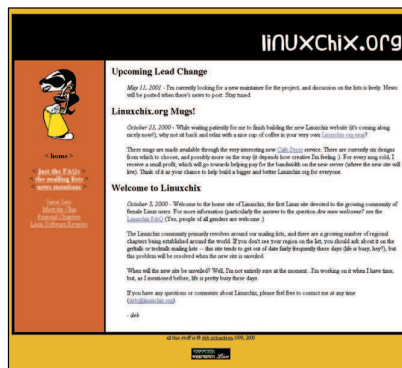 linuxchix.org
< home >
< just the FAQs >
< the mailing lists >
< news mentions >
Linux Lists
Meet the Chix
Regional Chapters
Linux Software Reviews
Upcoming Lead Change
May 11, 2001 - I'm currently looking for a new maintainer for the project, and discussion on the lists is lively. News
will be posted when there's news to post. Stay tuned.
Linuxchix.org Mugs!
October 23, 2000 - While waiting patiently for me to finish building the new Linuxchix website (it's coming along
nicely now!), why not sit back and relax with a nice cup of coffee in your very own Linuxchix.org mug?
These mugs are made available through the very interesting new Cafe Press service. There are currently six designs
from which to choose, and possibly more on the way (it depends how creative I'm feeling ). For every mug sold, I
receive a small profit, which will go towards helping pay for the bandwidth on the new server (where the new site will
live). Think of it as your chance to help build a bigger and better Linuxchix.org for everyone.
Welcome to Linuxchix
October 5, 2000 - Welcome to the home site of Linuxchix, the first Linux site devoted to the growing community of
female Linux users. For more information (particularly the answer to the question Are men welcome? see the
Linuxchix FAQ (Yes, people of all genders are welcome :)
The Linuxchix community primarily revolves around our mailing lists, and there are a growing number of regional
chapters being established around the world. If you don't see your region on the list, you should ask about it on the
grrltalk or techtalk mailing lists -- this site tends to get out of date fairly frequently these days (life is busy, hey?), but
this problem will be resolved when the new site is unveiled.
When will the new site be unveiled? Well, I'm not entirely sure at the moment. I'm working on it when I have time,
but, as I mentioned before, life is pretty busy these days.
If you have any questions or comments about Linuxchix, please feel free to contact me at any time
(deb@linuxchix.org).
- deb
all this stuff is © deb richardson 1999, 2000